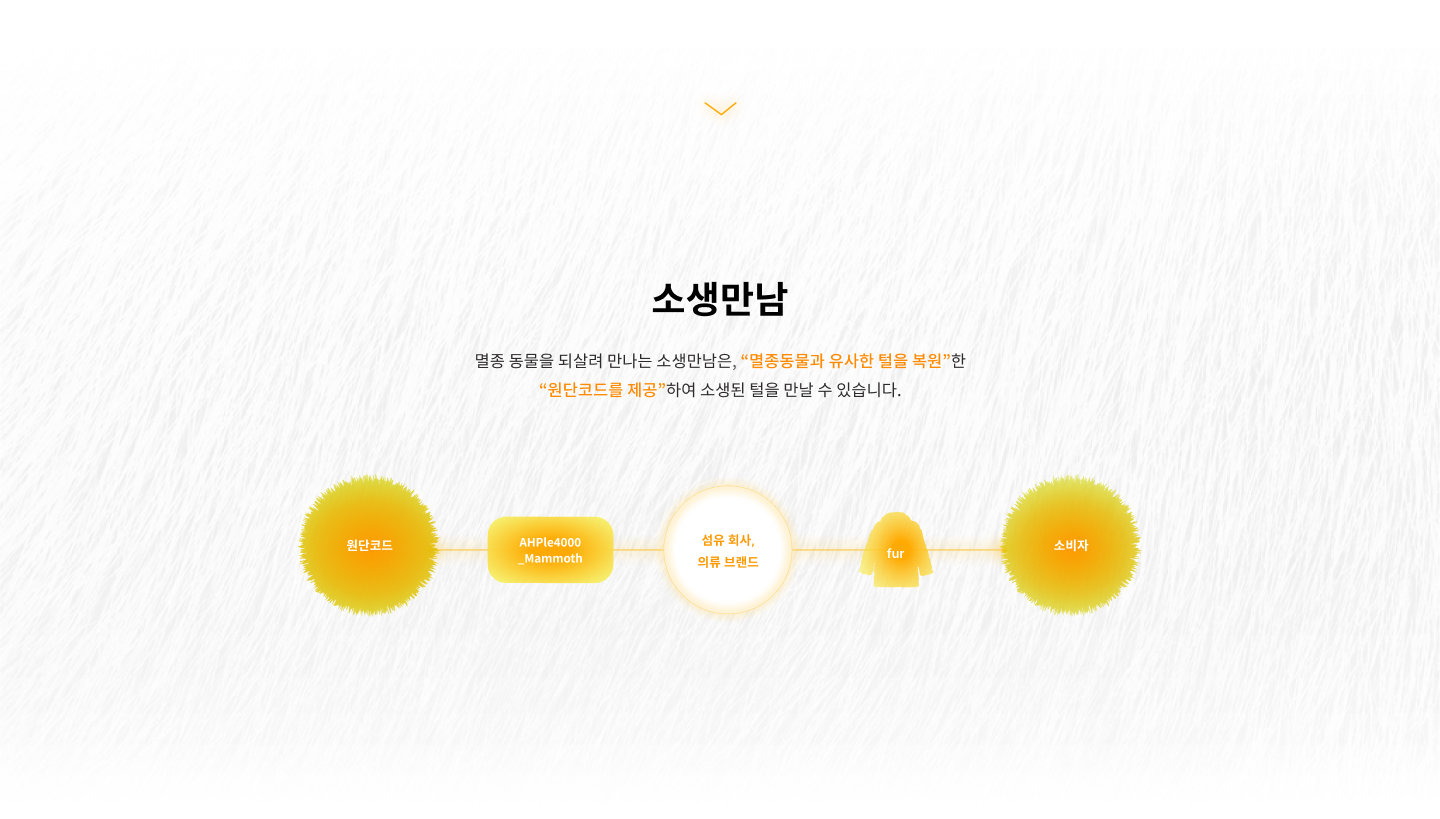 소생만남
멸종 동물을 되살려 만나는 소생만남은, “멸종동물과 유사한 털을 복원”한
“원단코드를 제공”하여 소생된 털을 만날 수 있습니다.
원단코드
AHPle4000
_Mammoth
섬유 회사,
의류 브랜드
fur
소비자